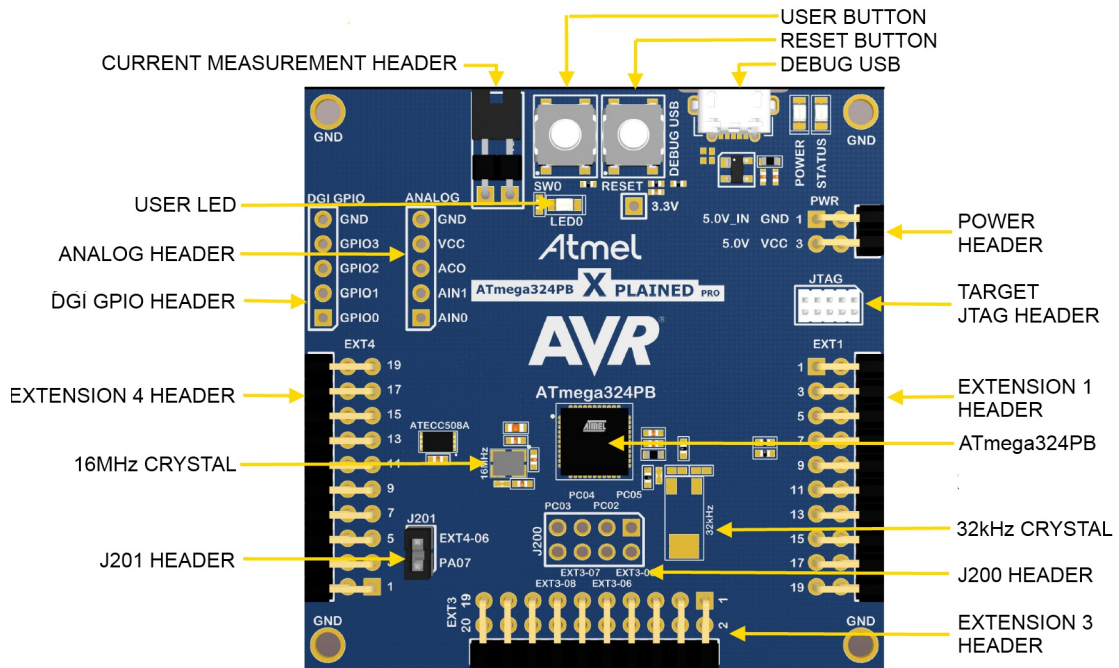 USER BUTTON
RESET BUTTON
DEBUG USB
CURRENT MEASUREMENT HEADER
USER LED
ANALOG HEADER
DGI GPIO HEADER
EXTENSION 4 HEADER
16MHz CRYSTAL
J201 HEADER
GND
DEBUG USB
POWER
STATUS
GND
SW0
RESET
LED0
3.3V
DGI GPIO
GND
GPIO3
GPIO2
GPIO1
GPIO0
ANALOG
GND
VCC
ACO
AIN1
AIN0
PWR
5.0V_IN GND 1
5.0V VCC 3
Atmel
ATmega324PB XPLAINED PRO
AVR®
JTAG
EXT4
19
17
15
13
11
9
7
5
1
ATmega324PB
ATMEL
ATECC508A
16MHz
32kHz
J201
EXT4-06
PA07
PC04 PC05
PC03 PC02
J200
EXT3-07
EXT3-08 EXT3-06
EXT3
19
20
1
2
EXT1
1
3
5
7
9
11
13
15
17
19
GND
GND
POWER
HEADER
TARGET
JTAG HEADER
EXTENSION 1
HEADER
ATmega324PB
32kHz CRYSTAL
J200 HEADER
EXTENSION 3
HEADER